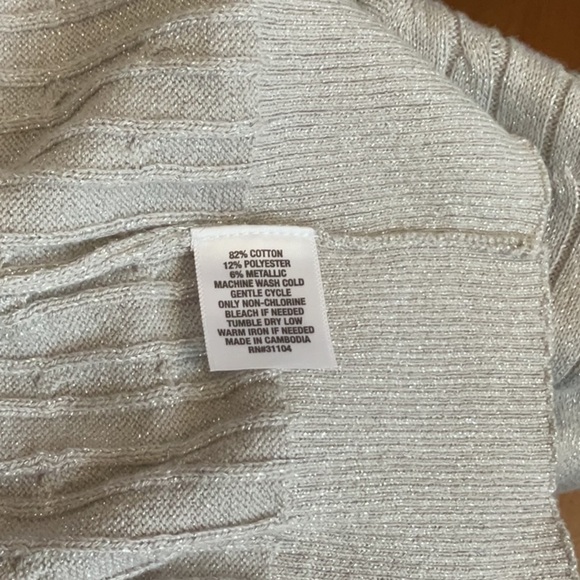 82% COTTON
12% POLYESTER
6% METALLIC
MACHINE WASH COLD
GENTLE CYCLE
ONLY NON-CHLORINE
BLEACH IF NEEDED
TUMBLE DRY LOW
WARM IRON IF NEEDED
MADE IN CAMBODIA
RN#31104